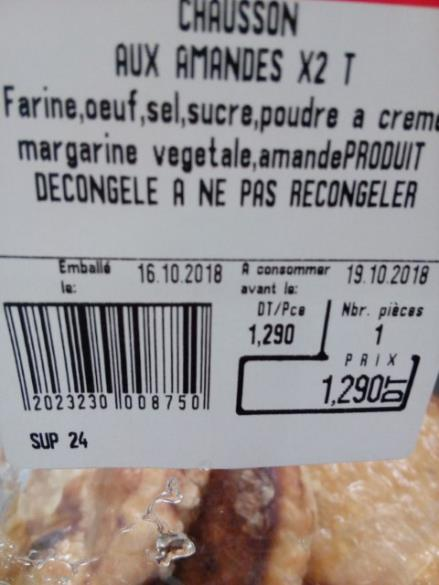 CHAUSSON
AUX AMANDES X2 T
Farine,oeuf,sel,sucre,poudre a creme
margarine vegetale,amandePRODUIT
DECONGELE A NE PAS RECONGELER
Emballé le: 16.10.2018 A consommer avant le: 19.10.2018
DT/Pce Nbr. pièces
1,290 1
PRIX
1,290DT
2023230 008750
SUP 24